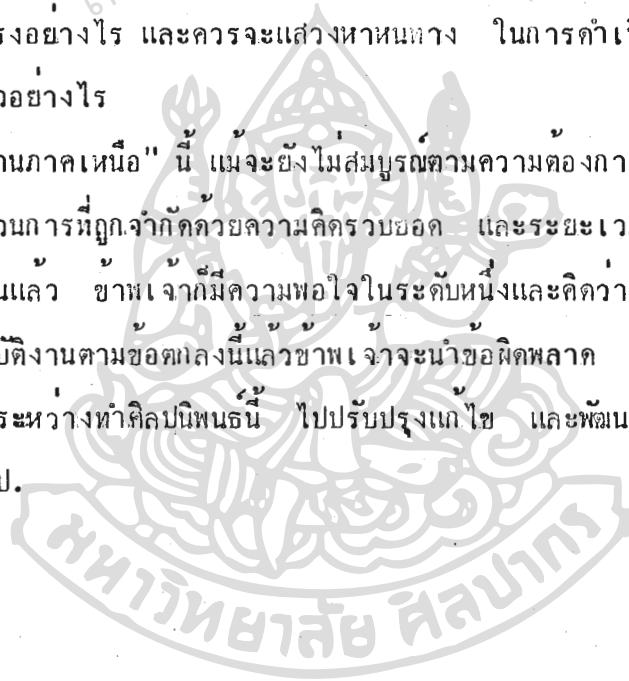 รงอย่างไร และควรจะแสวงหาหนทาง ในการดำเนิ
วอย่างไร
านภาคเหนือ" นี้ แม้จะยังไม่สมบูรณ์ตามความต้องกา
วนการที่ถูกจำกัดด้วยความคิดรวบยอด และระยะเว
นแล้ว ข้าพเจ้าก็มีความพอใจในระดับหนึ่งและคิดว่า
บัติงานตามข้อตกลงนี้แล้วข้าพเจ้าจะนำข้อผิดพลาด
ระหว่างทำศิลปนิพนธ์นี้ ไปปรับปรุงแก้ไข และพัฒน
ป.
มหาวิทยาลัย ศิลปากร